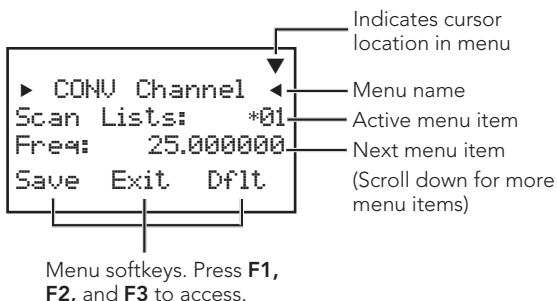 Indicates cursor
location in menu
▼
▶ CONV Channel ◀
Menu name
Scan Lists: *01
Active menu item
Freq: 25.000000
Next menu item
(Scroll down for more
menu items)
Save Exit Dflt
Menu softkeys. Press F1,
F2, and F3 to access.